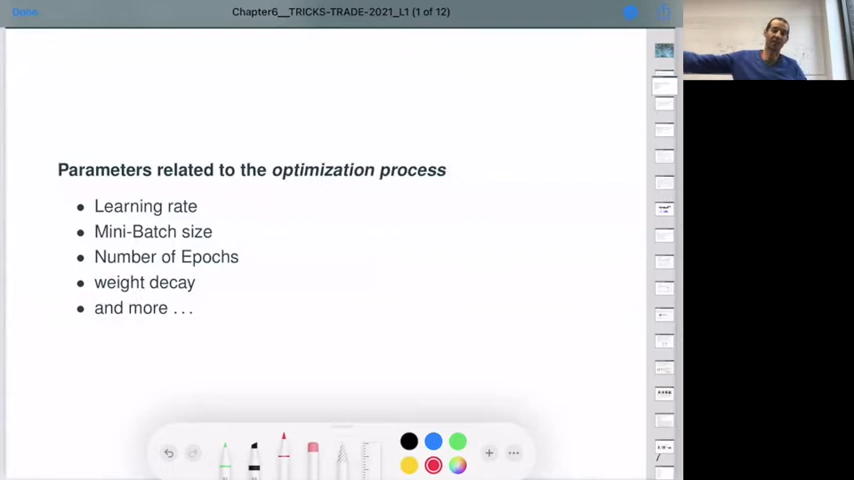 Done
Chapter6__TRICKS-TRADE-2021_L1 (1 of 12)
Parameters related to the optimization process
• Learning rate
• Mini-Batch size
• Number of Epochs
• weight decay
• and more . . .